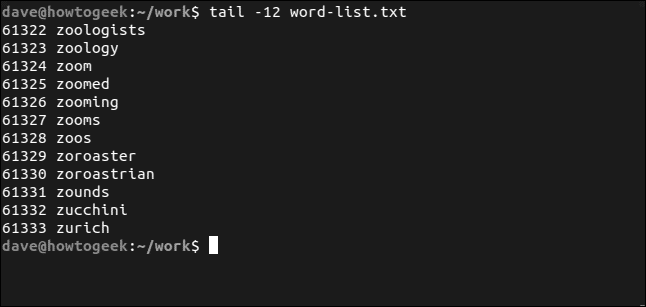 dave@howtogeek:~/work$ tail -12 word-list.txt
61322 zoologists
61323 zoology
61324 zoom
61325 zoomed
61326 zooming
61327 zooms
61328 zoos
61329 zoroaster
61330 zoroastrian
61331 zounds
61332 zucchini
61333 zurich
dave@howtogeek:~/work$